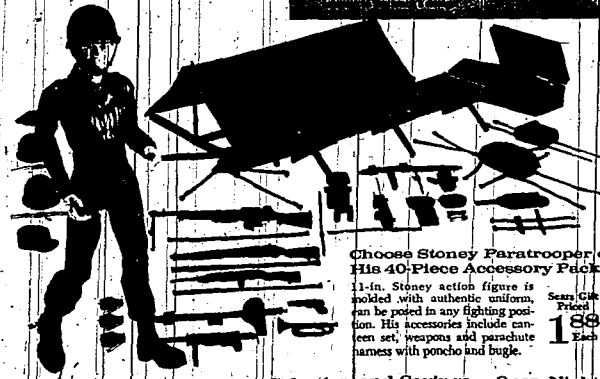 Choose Stoney Paratrooper
His 40-Piece Accessory Pack
11-in. Stoney action figure is
molded with authentic uniform,
can be posed in any fighting posi-
tion. His accessories include can-
teen set, weapons and parachute
harness with poncho and bugle.
Sears Gift
Priced
1 88
Each